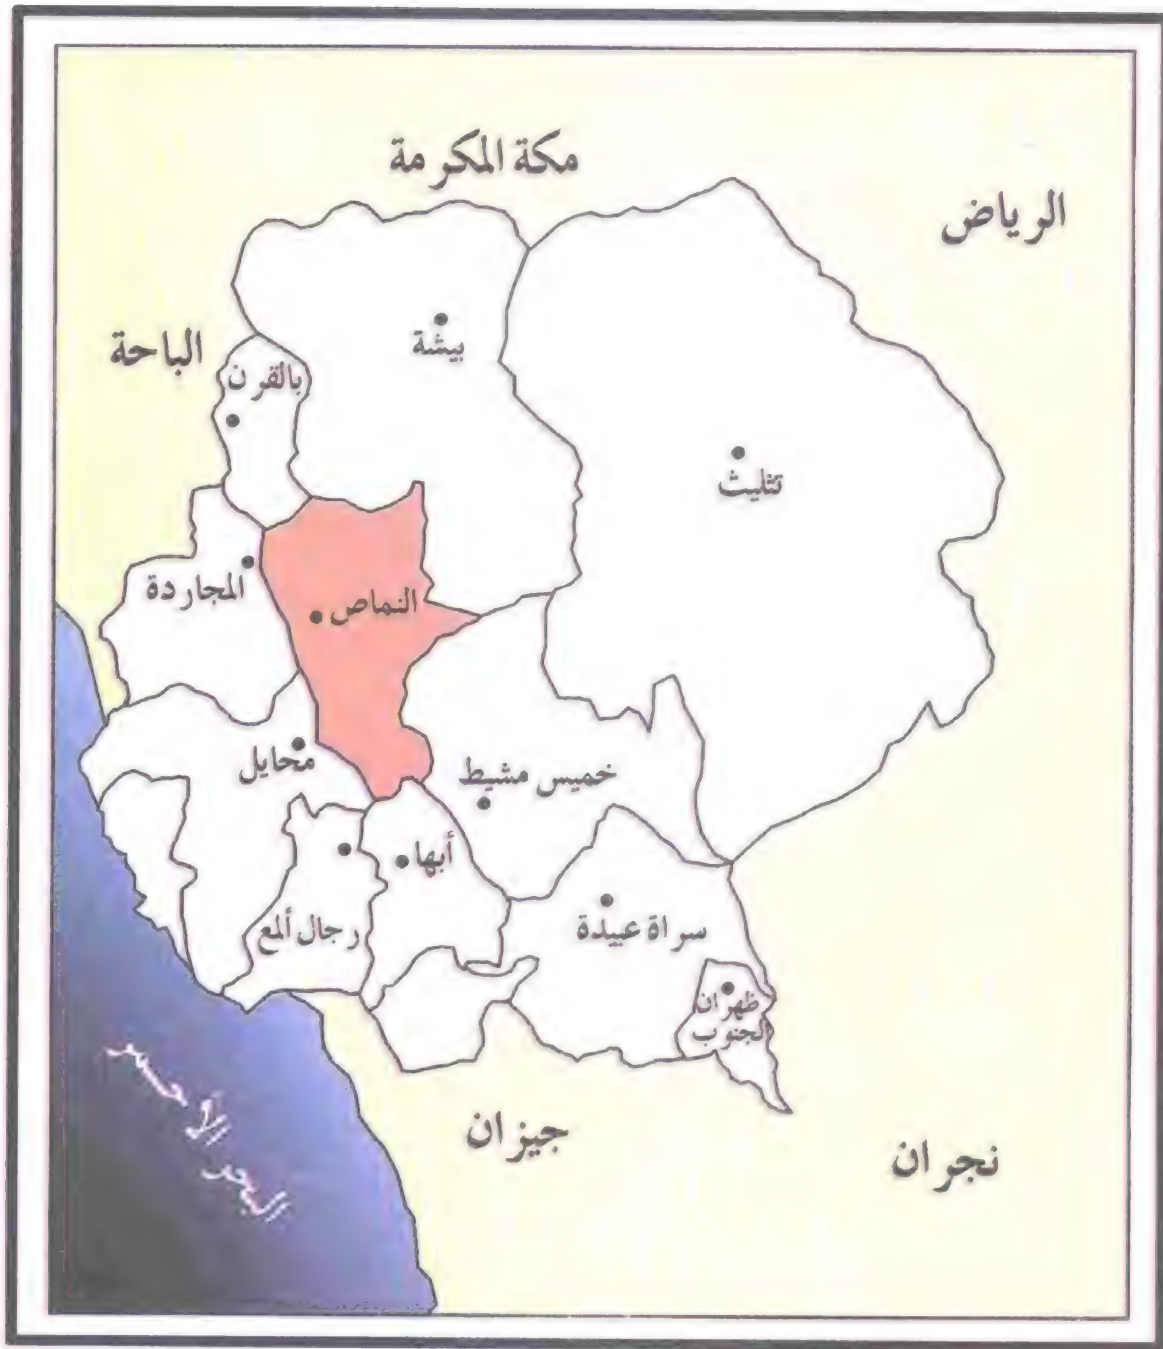 مكة المكرمة
الرياض
الباحة
بيشة
بالقرن
تثليث
المجاردة
النماص
محايل
خميس مشيط
أبها
رجال ألمع
سراة عبيدة
ظهران
الجنوب
البحر الأحمر
جيزان
نجران